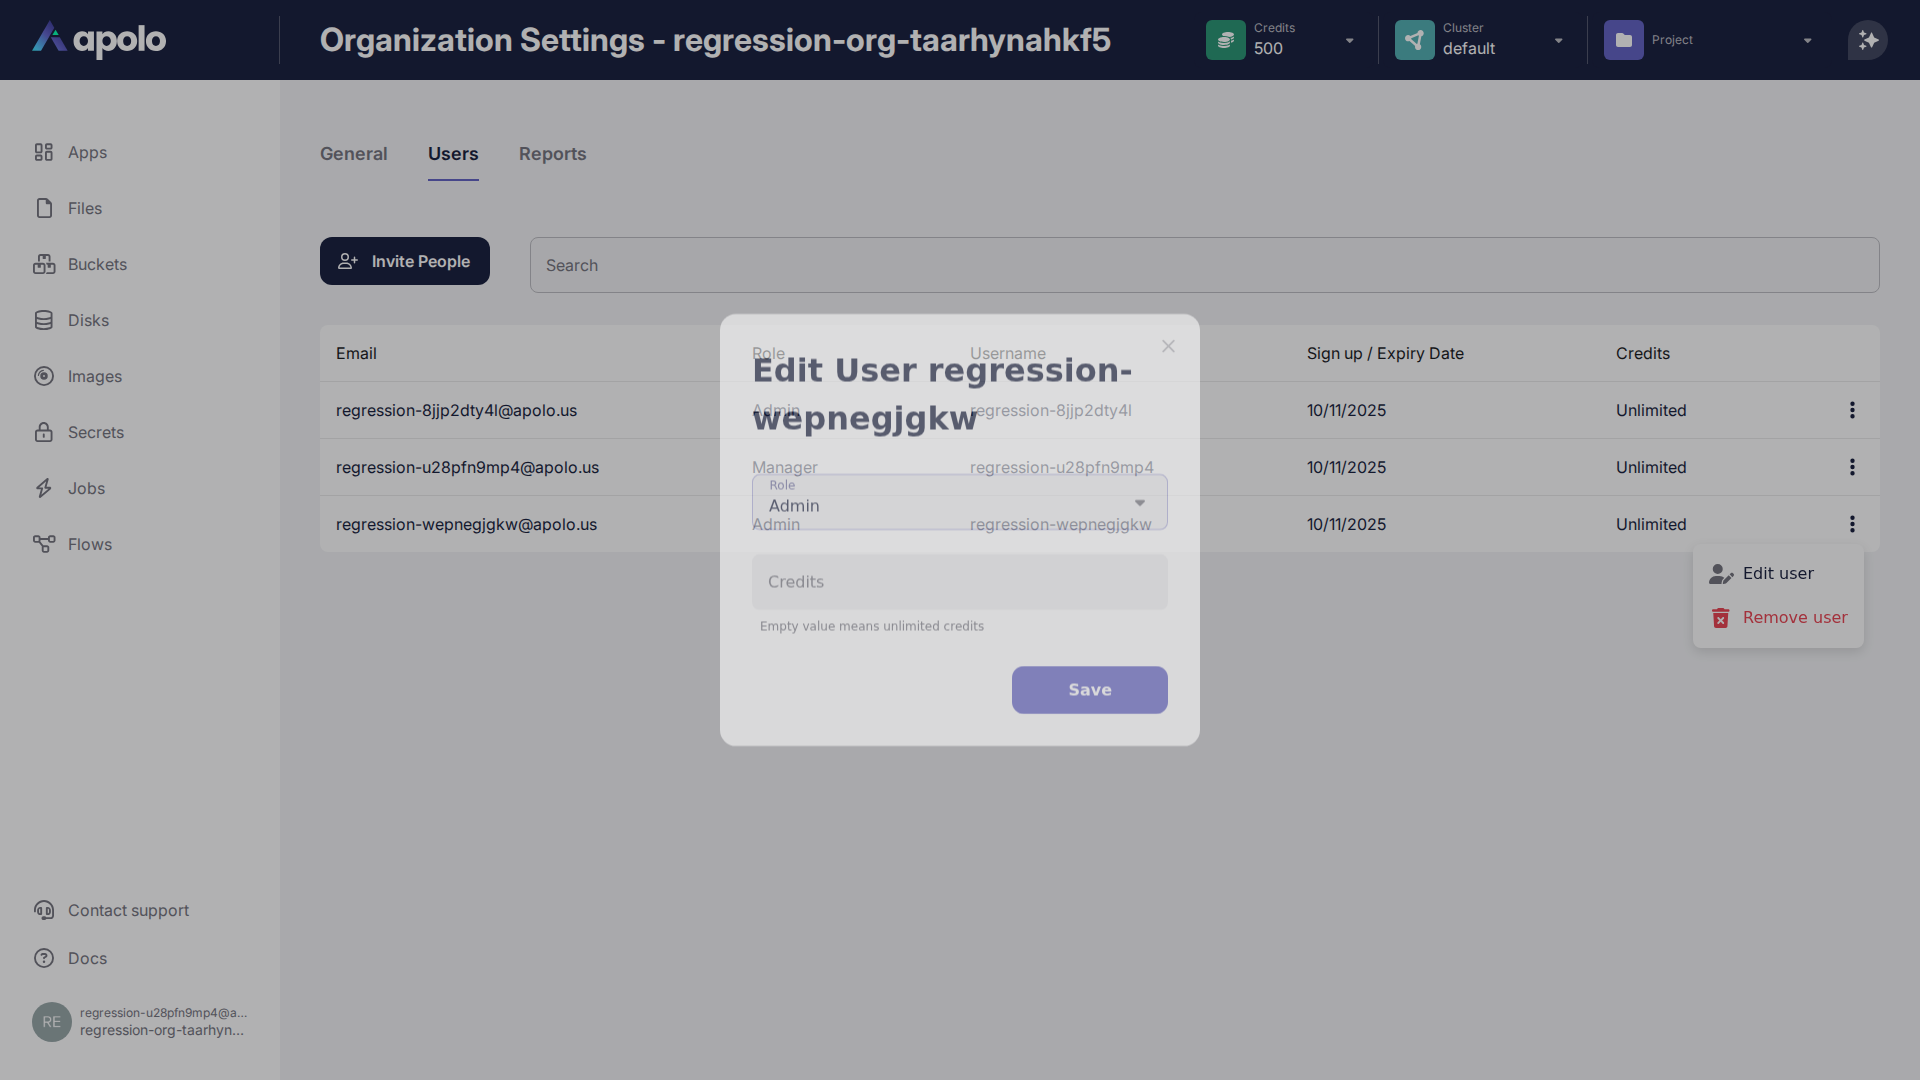 apolo
Organization Settings - regression-org-taarhynahkf5
Credits
500
Cluster
default
Project
Apps
Files
Buckets
Disks
Images
Secrets
Jobs
Flows
General Users Reports
Invite People
Search
Email Role Username Sign up / Expiry Date Credits
regression-8jjp2dty4l@apolo.us Admin regression-8jjp2dty4l 10/11/2025 Unlimited
regression-u28pfn9mp4@apolo.us Manager regression-u28pfn9mp4 10/11/2025 Unlimited
regression-wepnegjgkw@apolo.us Admin regression-wepnegjgkw 10/11/2025 Unlimited
Edit user
Remove user
Edit User regression-
wepnegjgkw
Role
Admin
Credits
Empty value means unlimited credits
Save
Contact support
Docs
RE
regression-u28pfn9mp4@a...
regression-org-taarhyn...